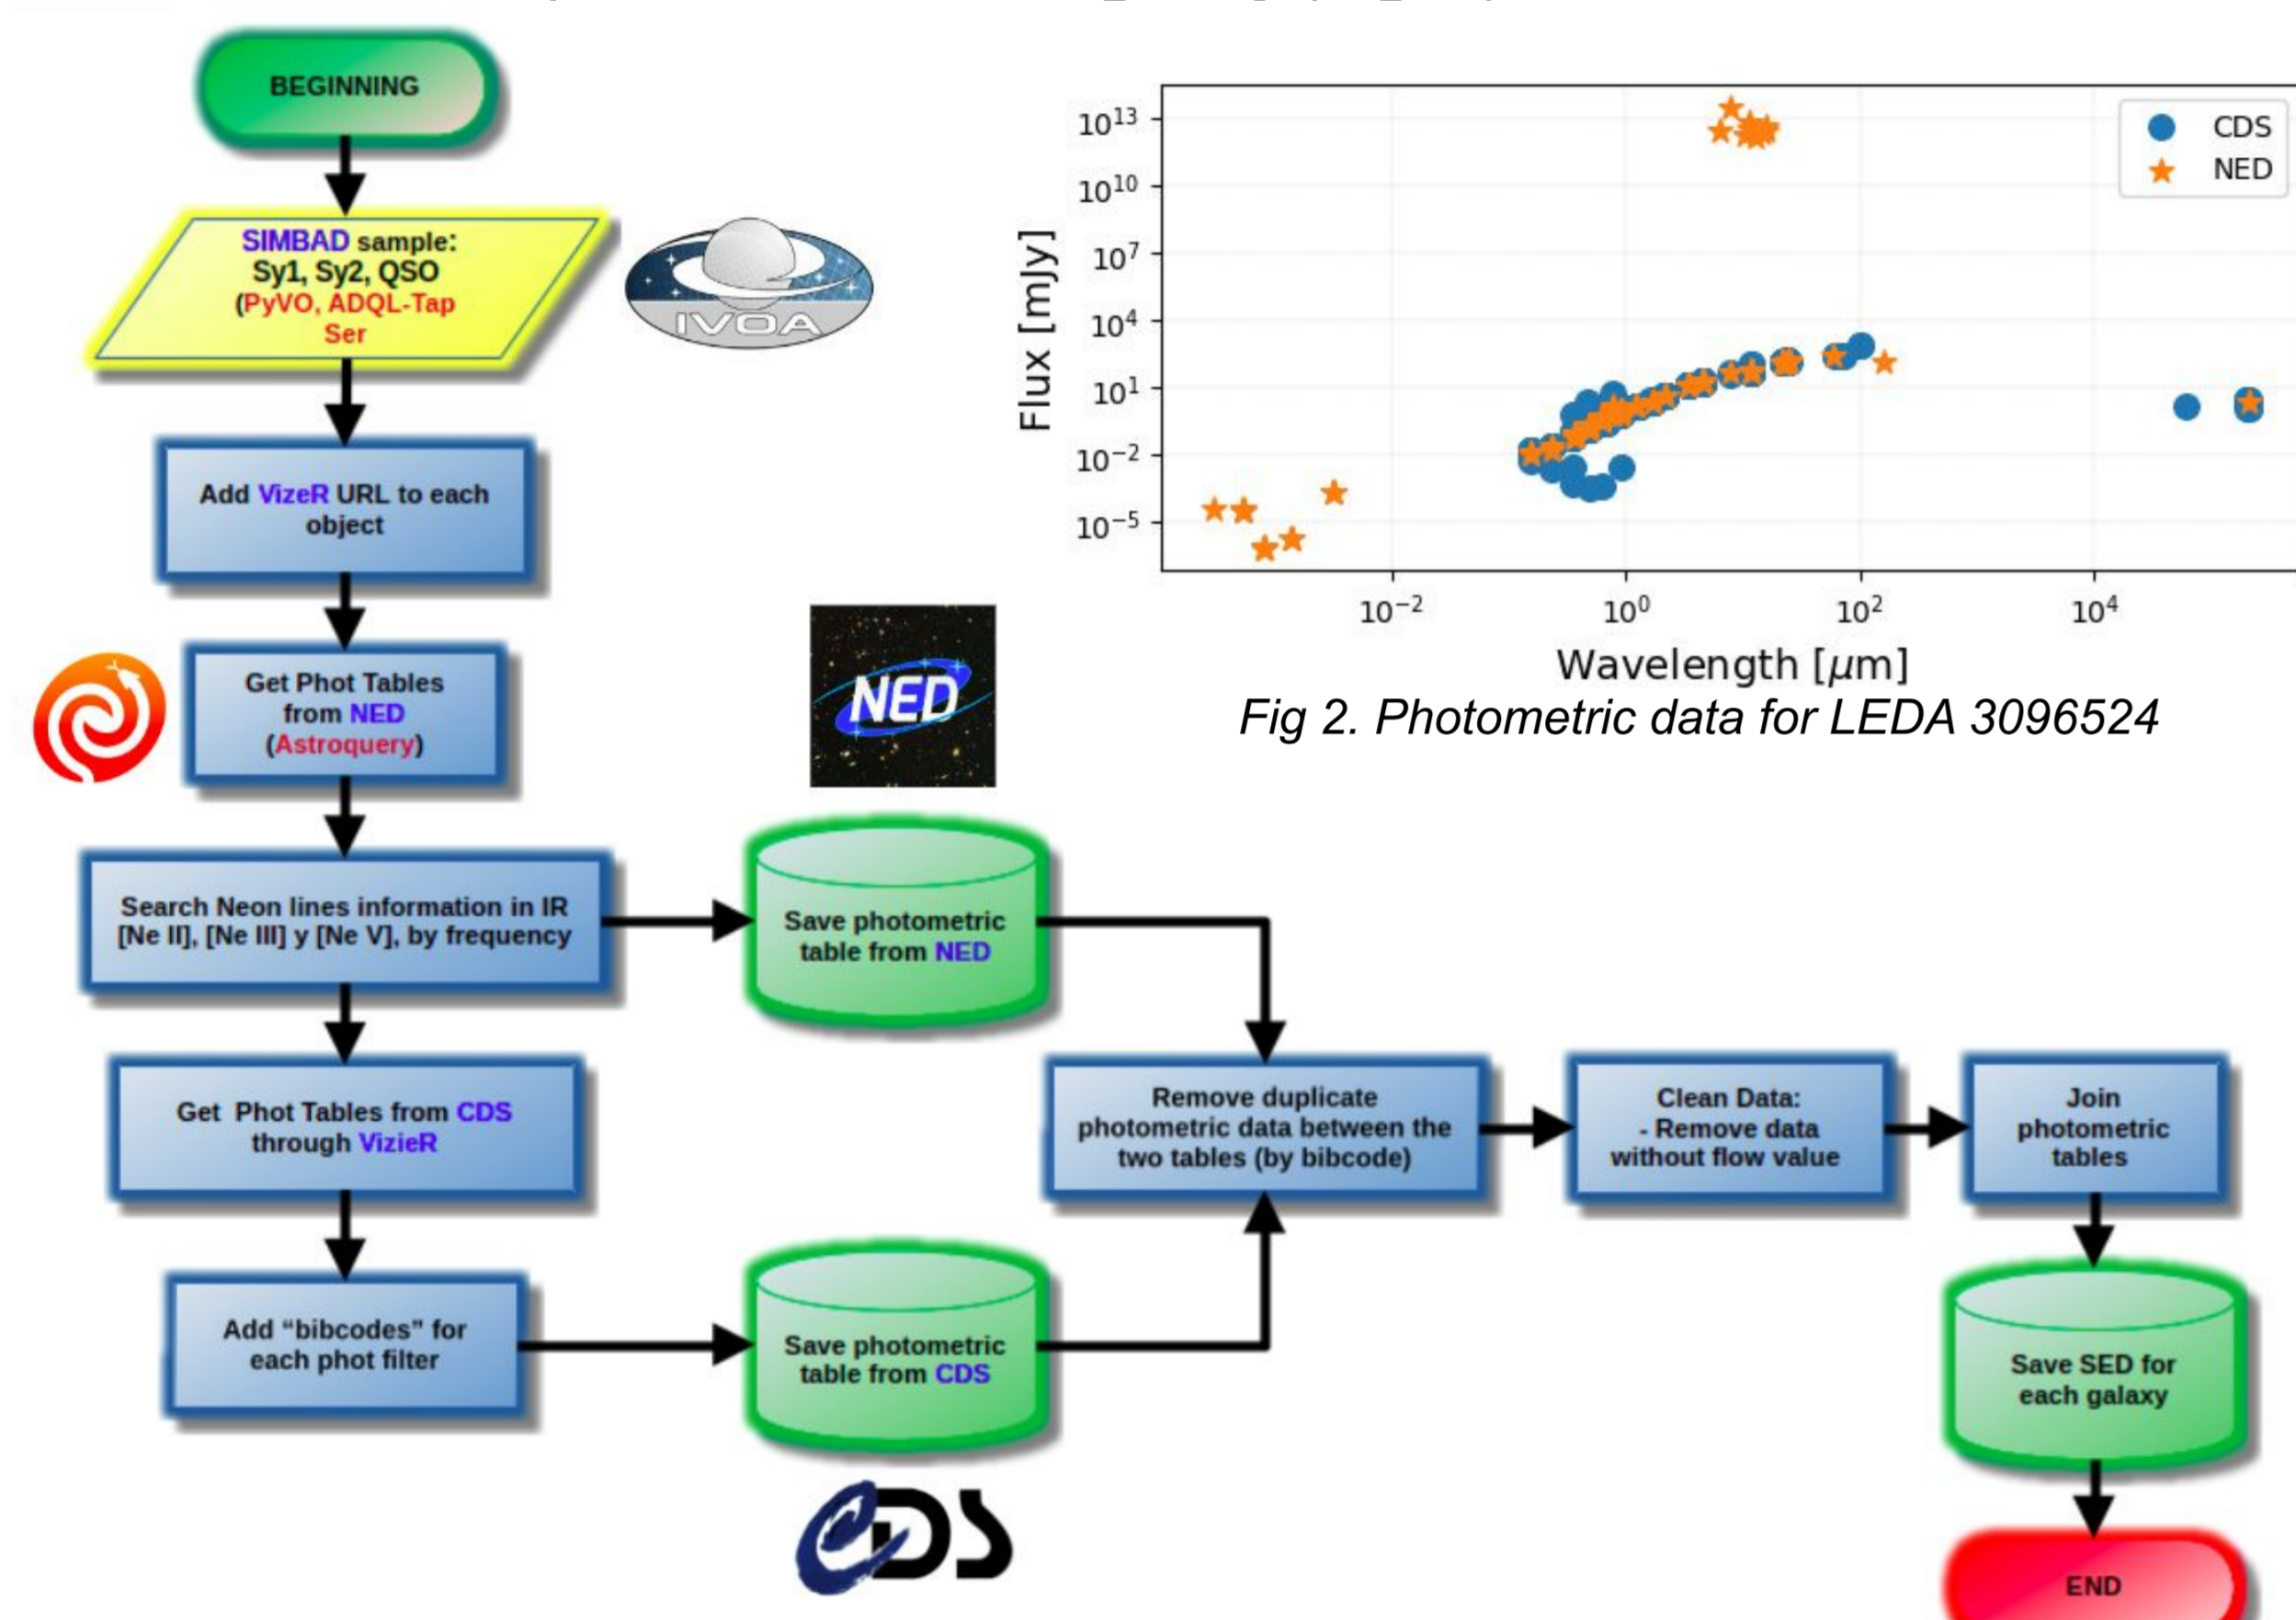 BEGINNING
SIMBAD sample:
Sy1, Sy2, QSO
(PyVO, ADQL-Tap
Ser
IVOA
Add VizeR URL to each
object
Get Phot Tables
from NED
(Astroquery)
NED
Search Neon lines information in IR
[Ne II], [Ne III] y [Ne V], by frequency
Save photometric
table from NED
Get Phot Tables from CDS
through VizieR
Add “bibcodes” for
each phot filter
Save photometric
table from CDS
CDS
Remove duplicate
photometric data between the
two tables (by bibcode)
Clean Data:
- Remove data
without flow value
Join
photometric
tables
Save SED for
each galaxy
END
Flux [mJy]
10¹³
10¹⁰
10⁷
10⁴
10¹
10⁻²
10⁻⁵
CDS
NED
10⁻²
10⁰
10²
10⁴
Wavelength [μm]
Fig 2. Photometric data for LEDA 3096524